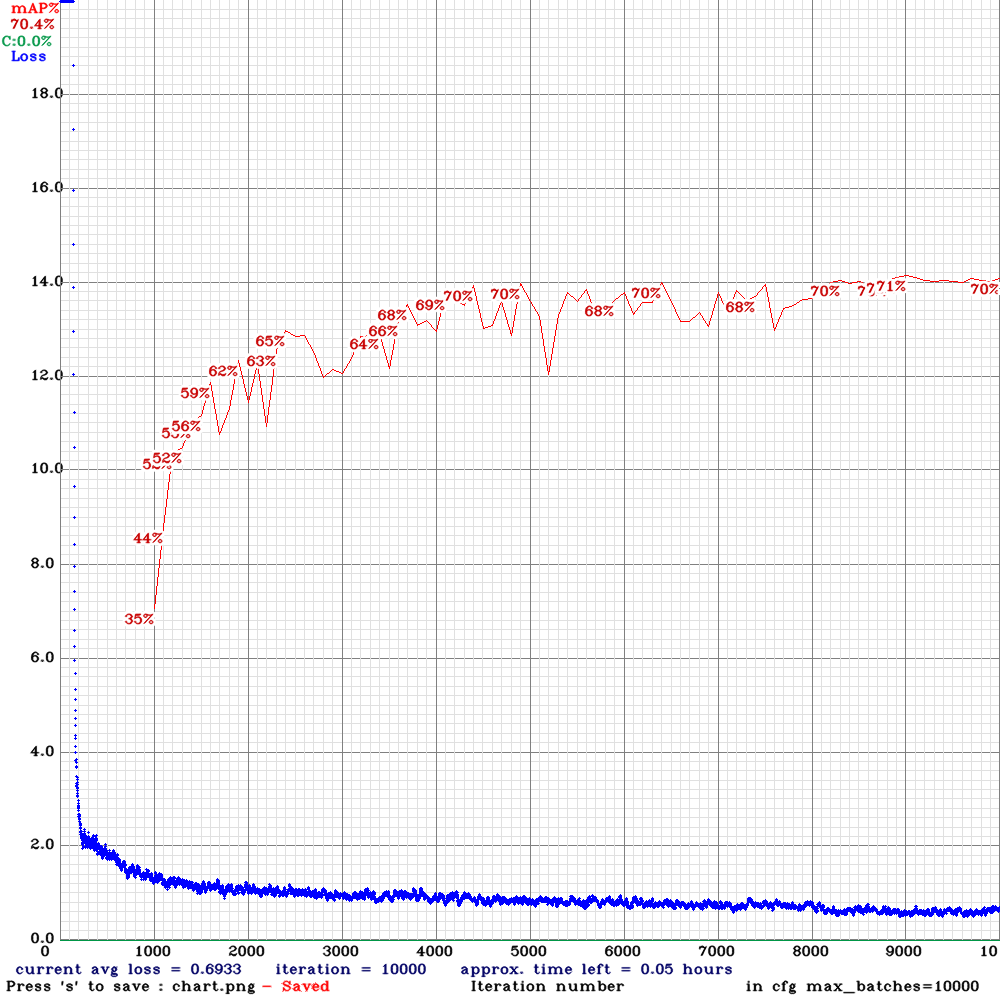 mAP%
70.4%
C:0.0%
Loss
18.0
16.0
14.0
70% 71% 70%
70% 70% 70% 68%
69% 68%
68%
66%
64%
65%
63%
62%
12.0
59%
56%
52%
10.0
44%
8.0
35%
6.0
4.0
2.0
0.0
0 1000 2000 3000 4000 5000 6000 7000 8000 9000 10
current avg loss = 0.6933 iteration = 10000 approx. time left = 0.05 hours
Press 's' to save : chart.png - Saved Iteration number in cfg max_batches=10000